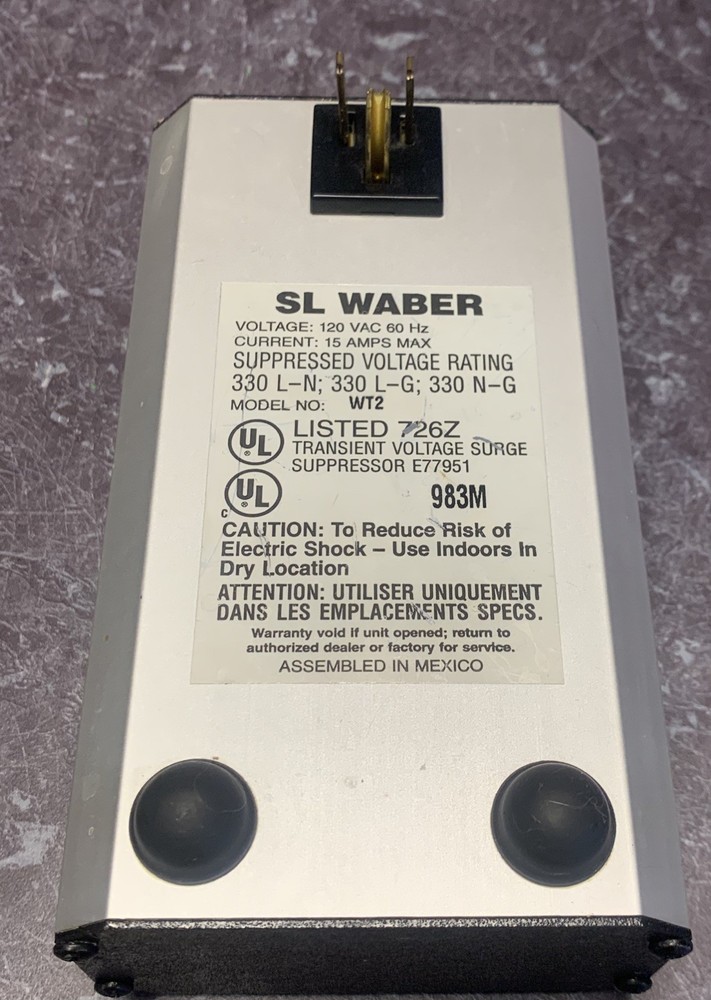 SL WABER
VOLTAGE: 120 VAC 60 Hz
CURRENT: 15 AMPS MAX
SUPPRESSED VOLTAGE RATING
330 L-N; 330 L-G; 330 N-G
MODEL NO: WT2
UL ® LISTED 726Z
TRANSIENT VOLTAGE SURGE
SUPPRESSOR E77951
C UL ® 983M
CAUTION: To Reduce Risk of
Electric Shock – Use Indoors In
Dry Location
ATTENTION: UTILISER UNIQUEMENT
DANS LES EMPLACEMENTS SPECS.
Warranty void if unit opened; return to
authorized dealer or factory for service.
ASSEMBLED IN MEXICO